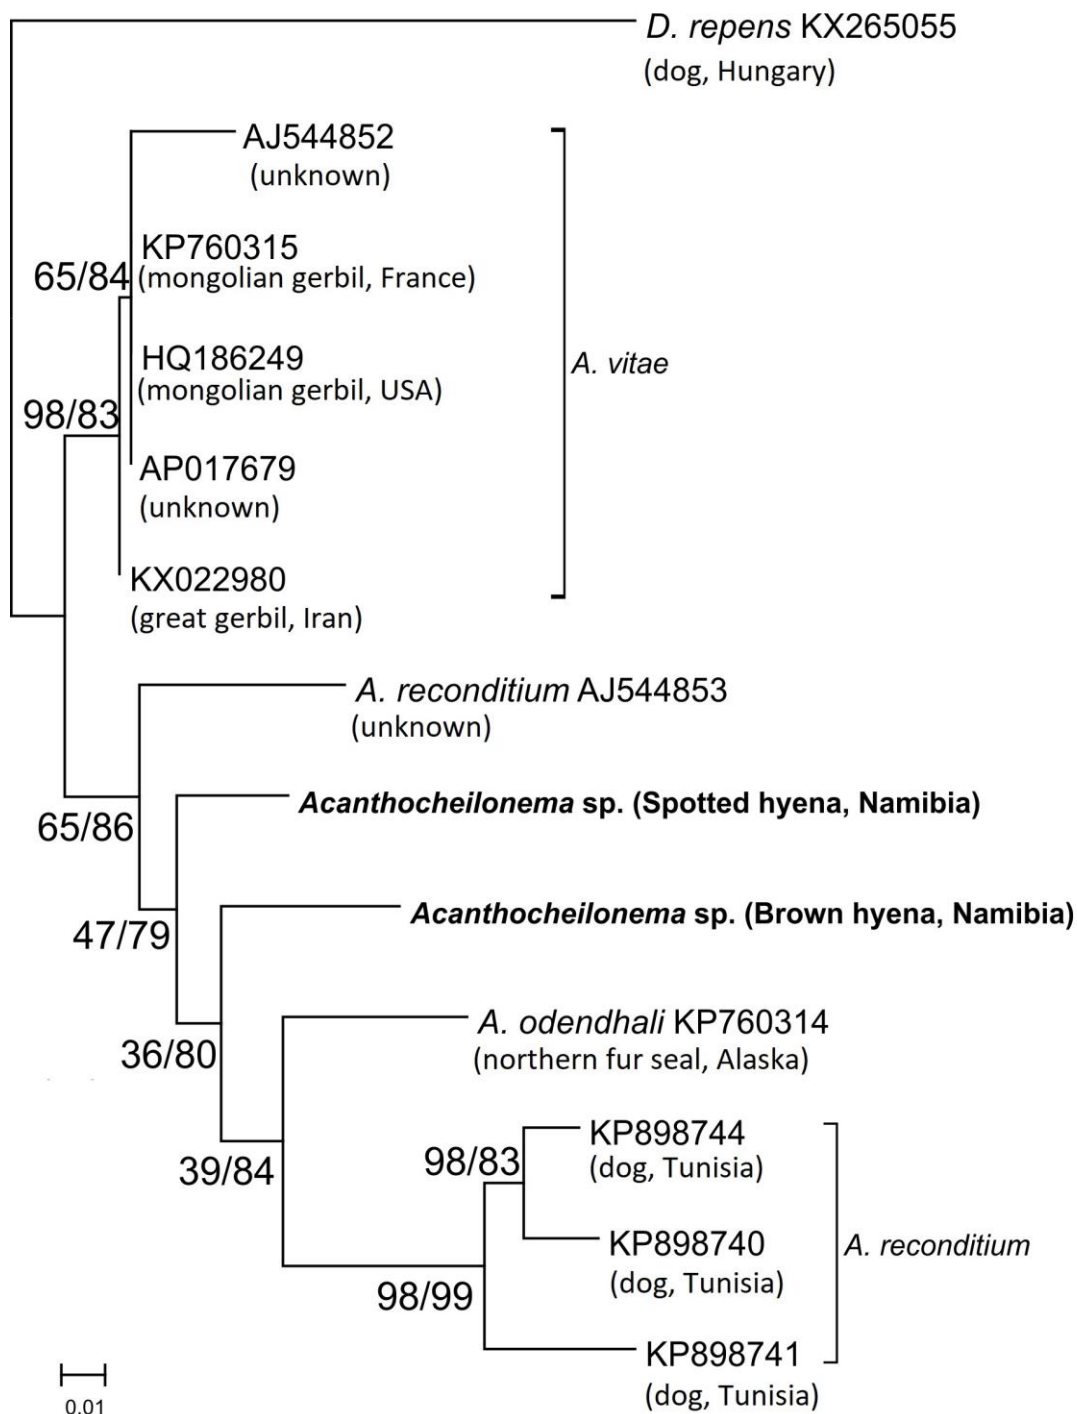 D. repens KX265055
(dog, Hungary)
AJ544852
(unknown)
KP760315
65/84
(mongolian gerbil, France)
HQ186249
(mongolian gerbil, USA)
A. vitae
98/83
AP017679
(unknown)
KX022980
(great gerbil, Iran)
A. reconditium AJ544853
(unknown)
Acanthocheilonema sp. (Spotted hyena, Namibia)
65/86
Acanthocheilonema sp. (Brown hyena, Namibia)
47/79
A. odendhali KP760314
(northern fur seal, Alaska)
36/80
KP898744
(dog, Tunisia)
98/83
39/84
KP898740
(dog, Tunisia)
A. reconditium
98/99
KP898741
(dog, Tunisia)
0.01